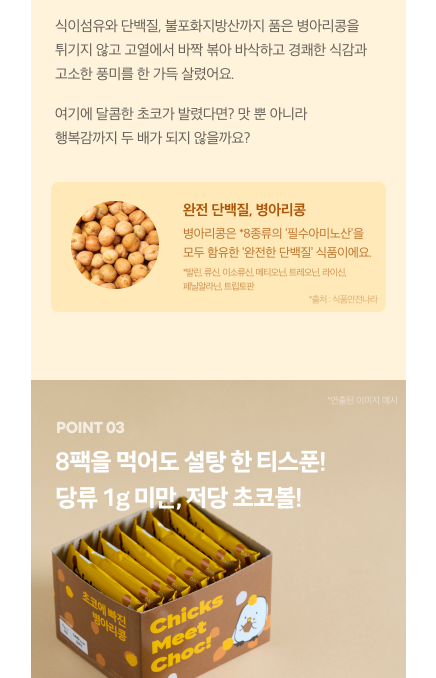 식이섬유와 단백질, 불포화지방산까지 품은 병아리콩을
튀기지 않고 고열에서 바짝 볶아 바삭하고 경쾌한 식감과
고소한 풍미를 한 가득 살렸어요.
여기에 달콤한 초코가 발렸다면? 맛 뿐 아니라
행복감까지 두 배가 되지 않을까요?
완전 단백질, 병아리콩
병아리콩은 *8종류의 '필수아미노산'을
모두 함유한 '완전한 단백질' 식품이에요.
*발린, 류신, 이소류신, 메티오닌, 트레오닌, 라이신,
페닐알라닌, 트립토판
*출처 : 식품안전나라
*연출된 이미지 예시
POINT 03
8팩을 먹어도 설탕 한 티스푼!
당류 1g 미만, 저당 초코볼!
초코에 빠진
병아리콩
Chicks
Meet
Choc!